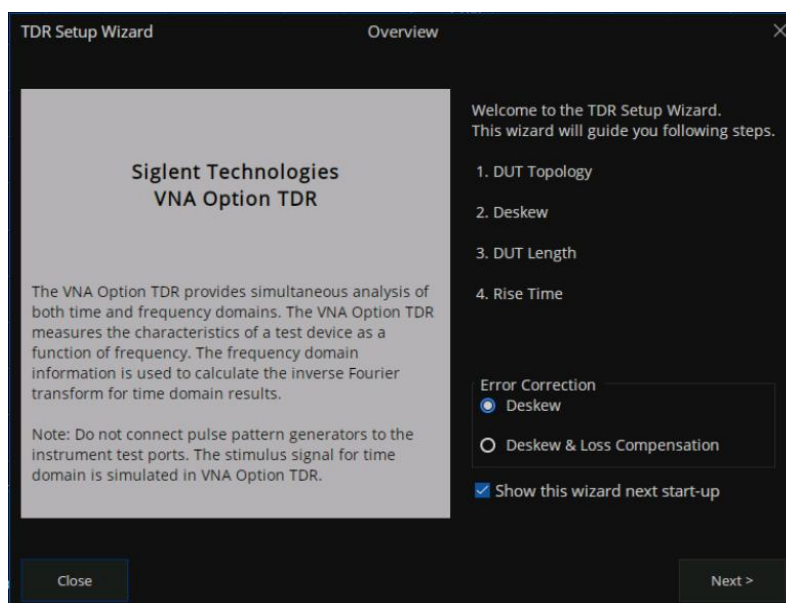 TDR Setup Wizard
Overview
Siglent Technologies
VNA Option TDR
The VNA Option TDR provides simultaneous analysis of
both time and frequency domains. The VNA Option TDR
measures the characteristics of a test device as a
function of frequency. The frequency domain
information is used to calculate the inverse Fourier
transform for time domain results.
Note: Do not connect pulse pattern generators to the
instrument test ports. The stimulus signal for time
domain is simulated in VNA Option TDR.
Welcome to the TDR Setup Wizard.
This wizard will guide you following steps.
1. DUT Topology
2. Deskew
3. DUT Length
4. Rise Time
Error Correction
Deskew
Deskew & Loss Compensation
Show this wizard next start-up
Close
Next >